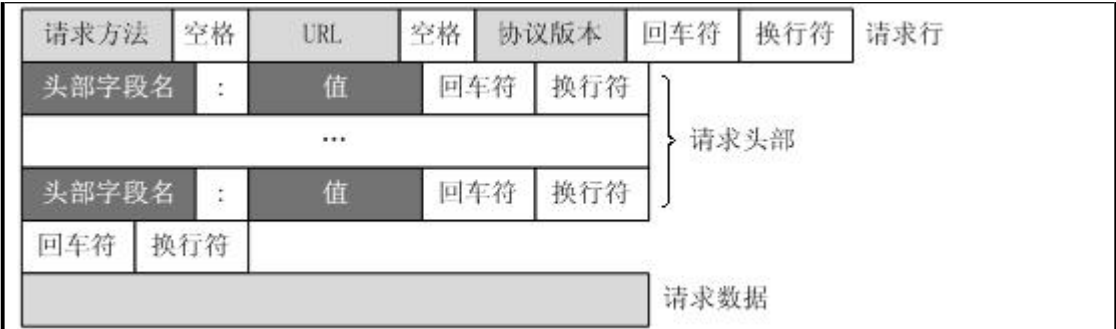 请求方法 空格 URL 空格 协议版本 回车符 换行符 请求行
头部字段名 : 值 回车符 换行符
...
请求头部
头部字段名 : 值 回车符 换行符
回车符 换行符
请求数据